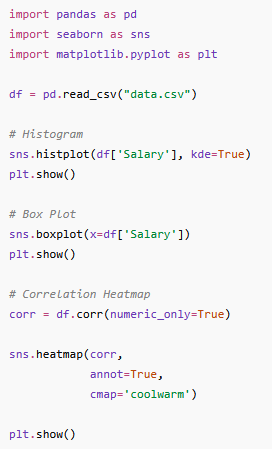 import pandas as pd
import seaborn as sns
import matplotlib.pyplot as plt

df = pd.read_csv("data.csv")

# Histogram
sns.histplot(df['Salary'], kde=True)
plt.show()

# Box Plot
sns.boxplot(x=df['Salary'])
plt.show()

# Correlation Heatmap
corr = df.corr(numeric_only=True)

sns.heatmap(corr,
            annot=True,
            cmap='coolwarm')

plt.show()